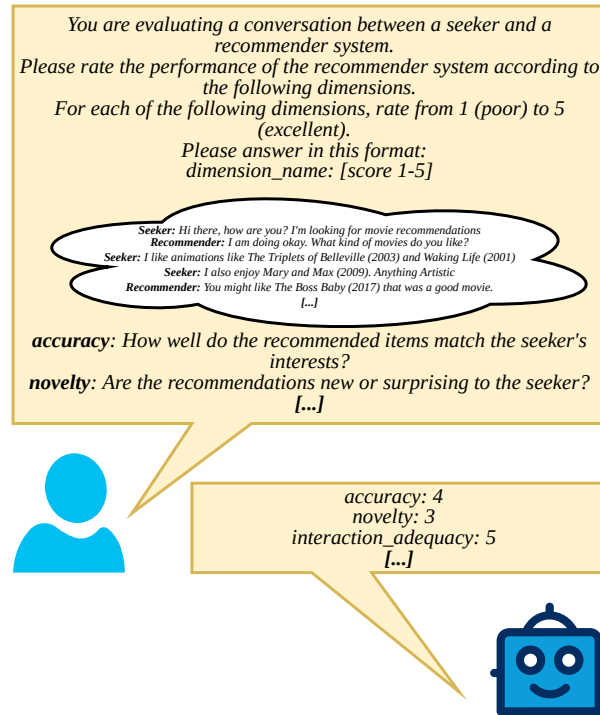 You are evaluating a conversation between a seeker and a
recommender system.
Please rate the performance of the recommender system according to
the following dimensions.
For each of the following dimensions, rate from 1 (poor) to 5
(excellent).
Please answer in this format:
dimension_name: [score 1-5]
Seeker: Hi there, how are you? I'm looking for movie recommendations
Recommender: I am doing okay. What kind of movies do you like?
Seeker: I like animations like The Triplets of Belleville (2003) and Waking Life (2001)
Seeker: I also enjoy Mary and Max (2009). Anything Artistic
Recommender: You might like The Boss Baby (2017) that was a good movie.
[...]
accuracy: How well do the recommended items match the seeker's
interests?
novelty: Are the recommendations new or surprising to the seeker?
[...]
accuracy: 4
novelty: 3
interaction_adequacy: 5
[...]